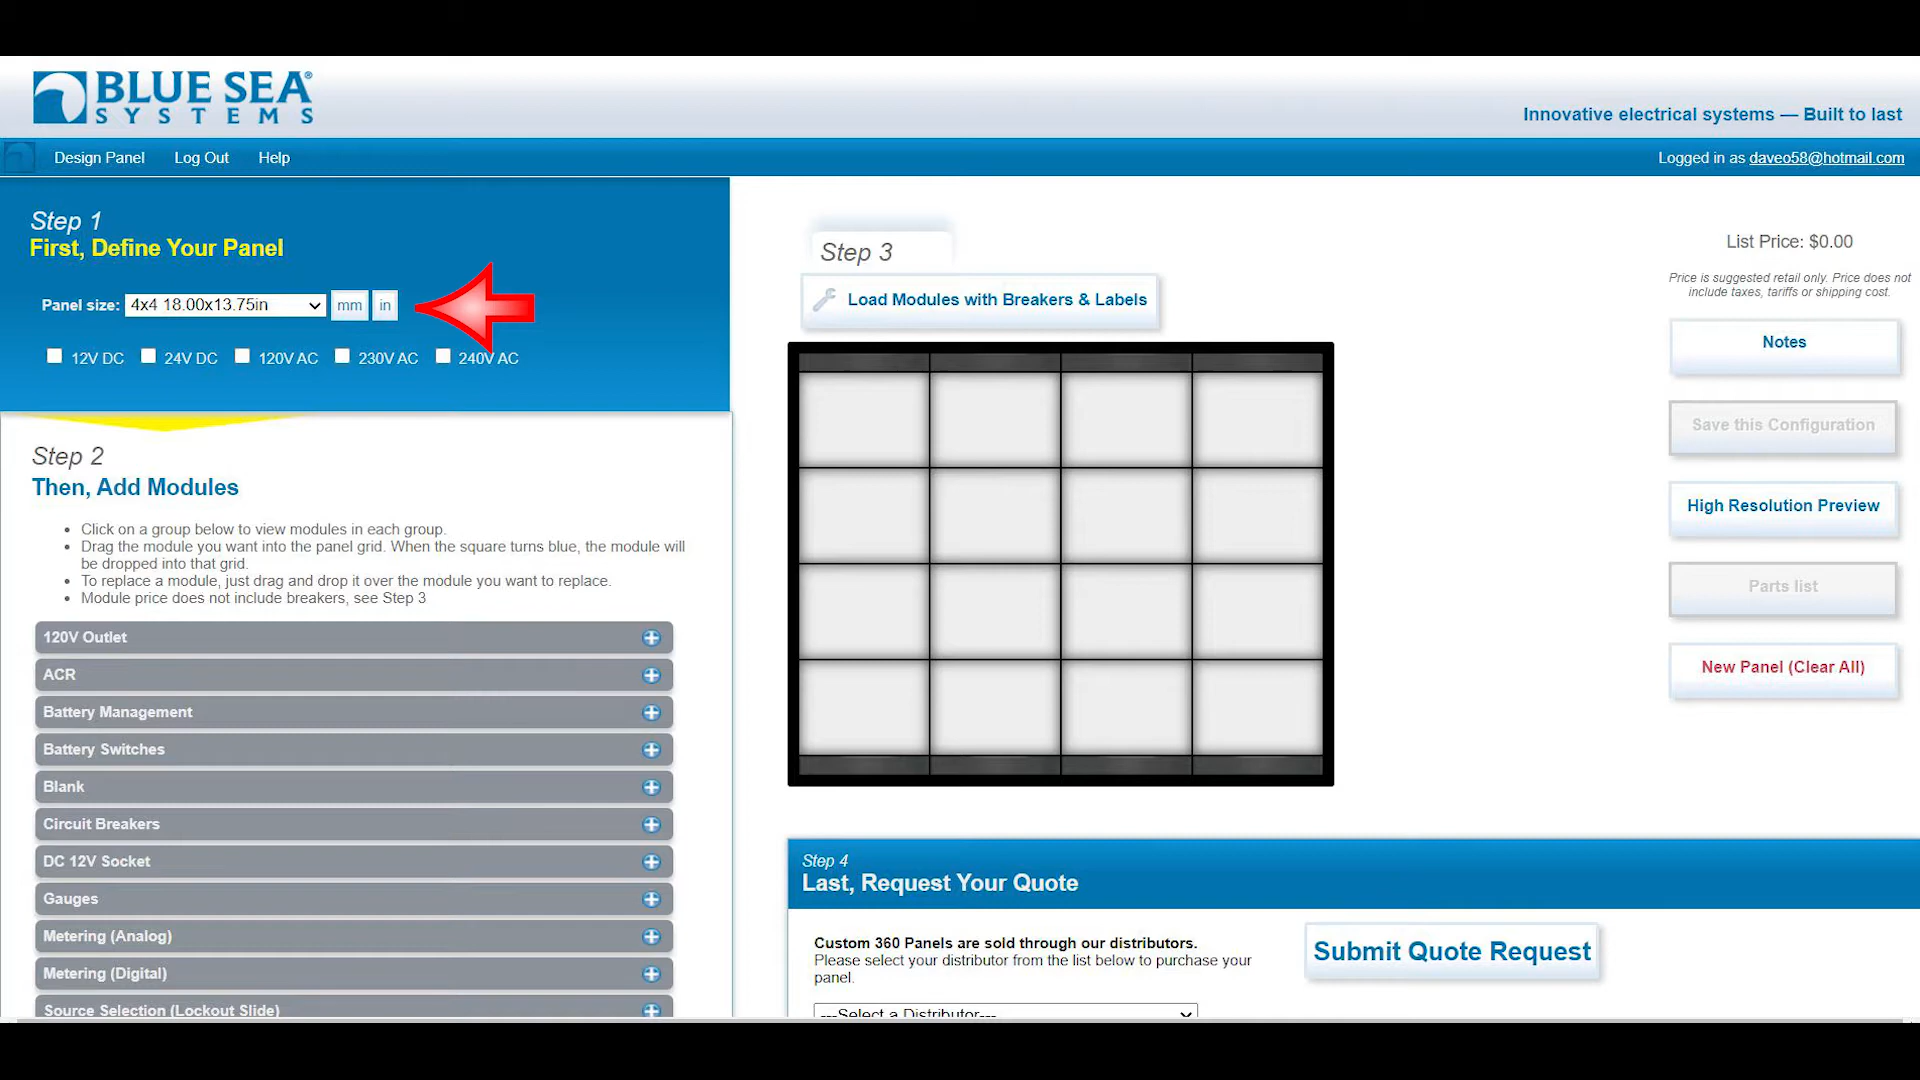 BLUE SEA®
SYSTEMS
Innovative electrical systems — Built to last
Design Panel Log Out Help
Logged in as daveo58@hotmail.com
Step 1
First, Define Your Panel
Panel size: 4x4 18.00x13.75in mm in
12V DC 24V DC 120V AC 230V AC 240V AC
Step 2
Then, Add Modules
• Click on a group below to view modules in each group.
• Drag the module you want into the panel grid. When the square turns blue, the module will
be dropped into that grid.
• To replace a module, just drag and drop it over the module you want to replace.
• Module price does not include breakers, see Step 3
120V Outlet
ACR
Battery Management
Battery Switches
Blank
Circuit Breakers
DC 12V Socket
Gauges
Metering (Analog)
Metering (Digital)
Source Selection (Lockout Slide)
Step 3
Load Modules with Breakers & Labels
List Price: $0.00
Price is suggested retail only. Price does not
include taxes, tariffs or shipping cost.
Notes
Save this Configuration
High Resolution Preview
Parts list
New Panel (Clear All)
Step 4
Last, Request Your Quote
Custom 360 Panels are sold through our distributors.
Please select your distributor from the list below to purchase your
panel.
---Select a Distributor---
Submit Quote Request